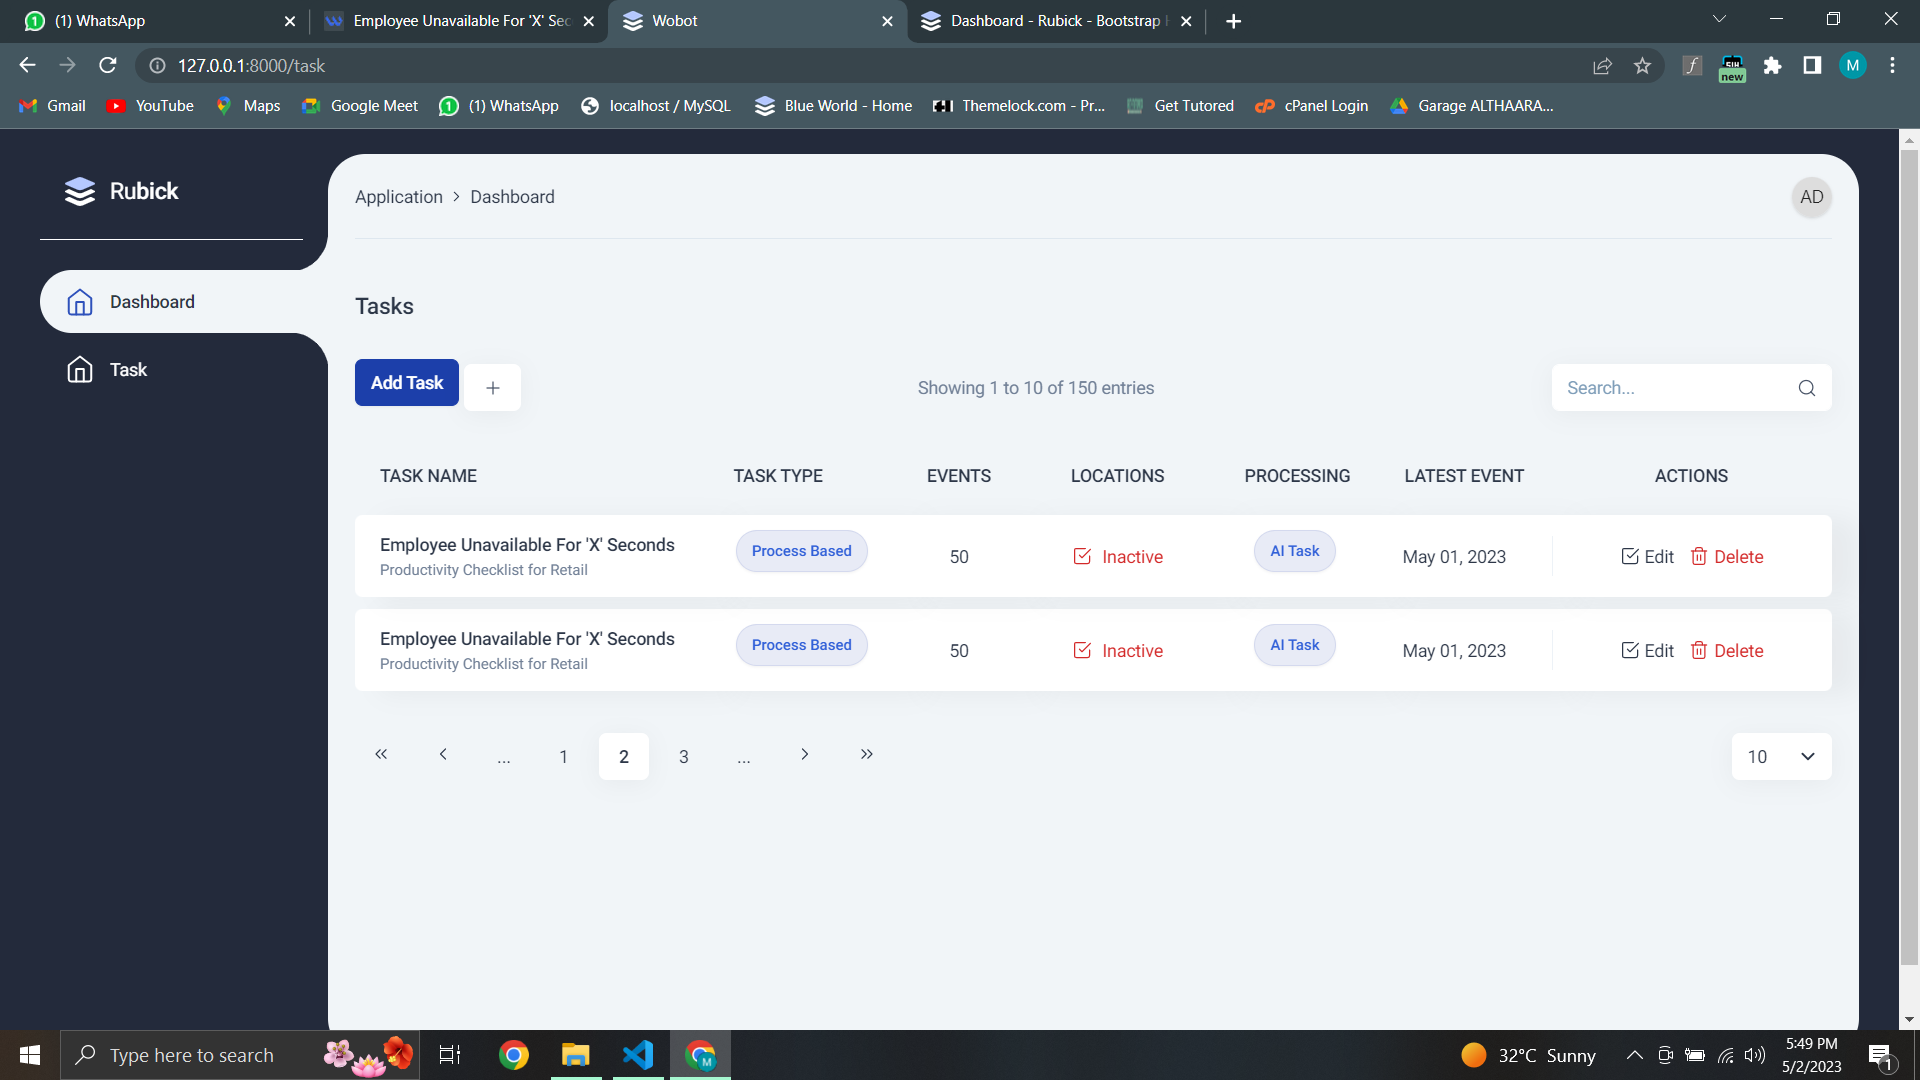 (1) WhatsApp
Employee Unavailable For 'X' Sec
Wobot
Dashboard - Rubick - Bootstrap H
127.0.0.1:8000/task
new
M
Gmail
YouTube
Maps
Google Meet
(1) WhatsApp
localhost / MySQL
Blue World - Home
Themelock.com - Pr...
Get Tutored
cPanel Login
Garage ALTHAARA...
Rubick
Application > Dashboard
AD
Dashboard
Task
Tasks
Add Task
+
Showing 1 to 10 of 150 entries
Search...
TASK NAME TASK TYPE EVENTS LOCATIONS PROCESSING LATEST EVENT ACTIONS
Employee Unavailable For 'X' Seconds Process Based 50 Inactive AI Task May 01, 2023 Edit Delete
Productivity Checklist for Retail
Employee Unavailable For 'X' Seconds Process Based 50 Inactive AI Task May 01, 2023 Edit Delete
Productivity Checklist for Retail
« < ... 1 2 3 ... > »
10
Type here to search
M
32°C Sunny
5:49 PM
5/2/2023
1